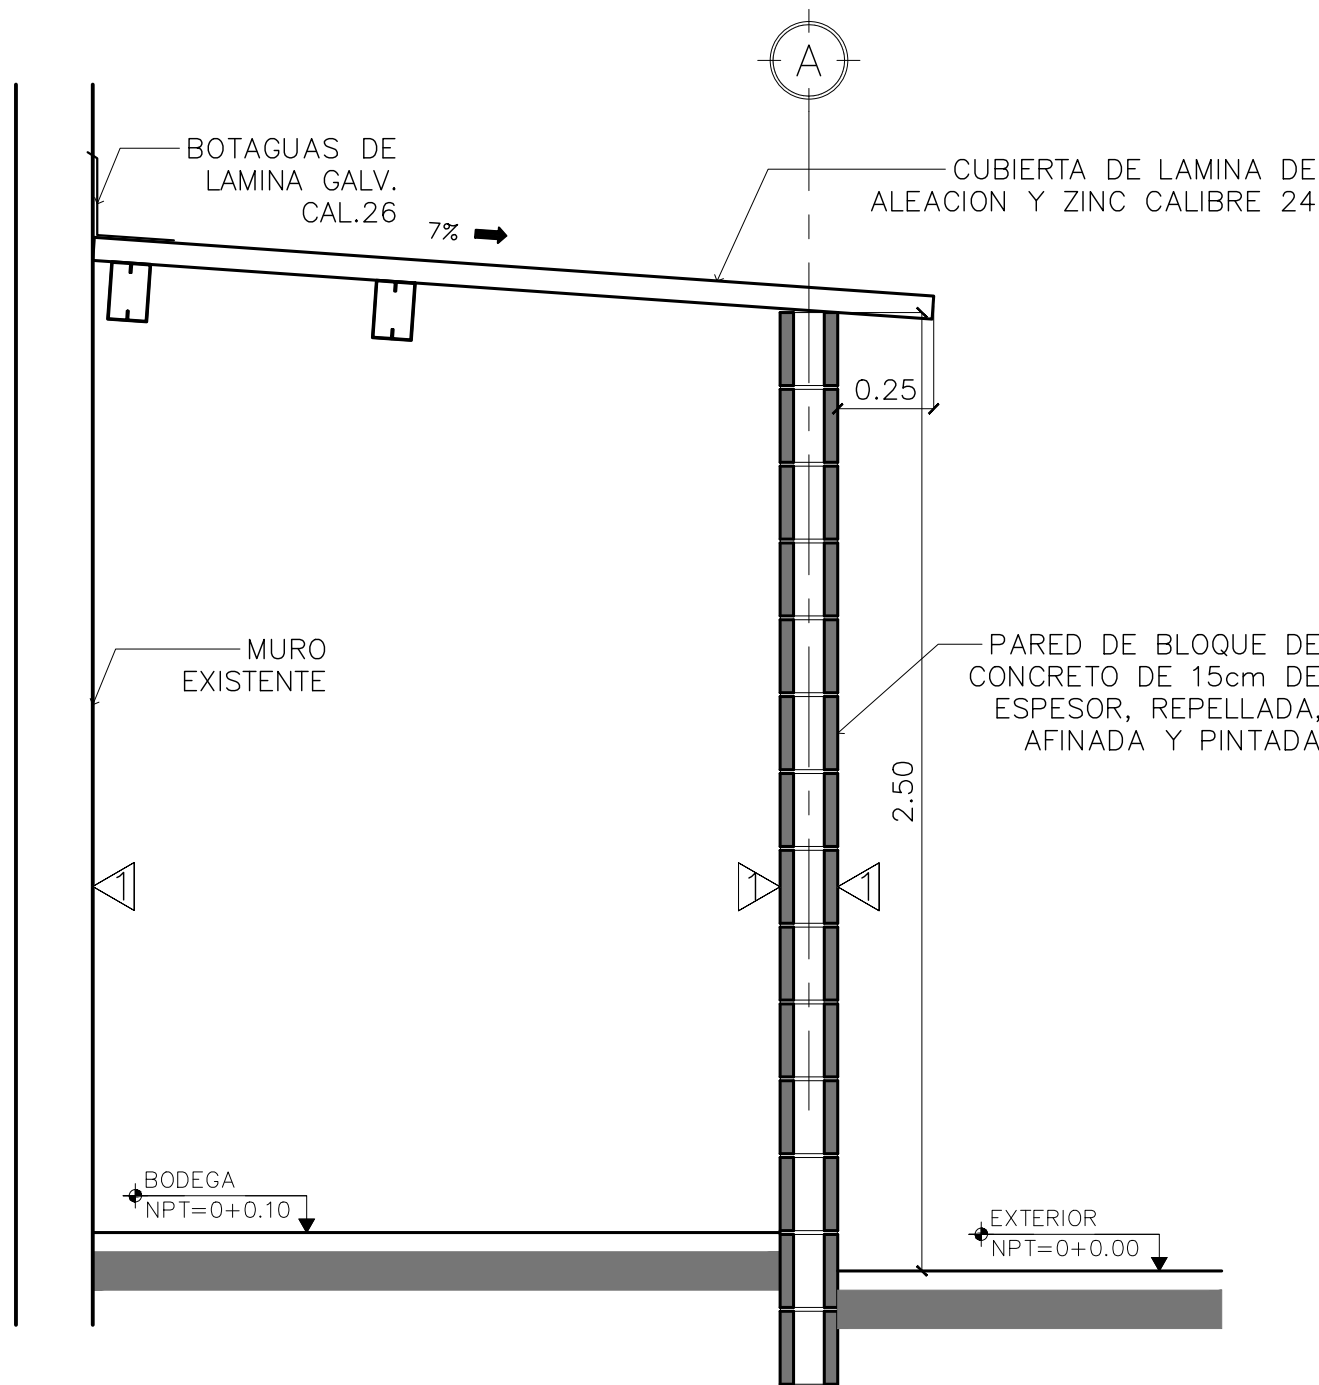 A
BOTAGUAS DE
LAMINA GALV.
CAL.26
7%
CUBIERTA DE LAMINA DE
ALEACION Y ZINC CALIBRE 24
0.25
MURO
EXISTENTE
PARED DE BLOQUE DE
CONCRETO DE 15cm DE
ESPESOR, REPELLADA,
AFINADA Y PINTADA
2.50
1
1
1
BODEGA
NPT=0+0.10
EXTERIOR
NPT=0+0.00